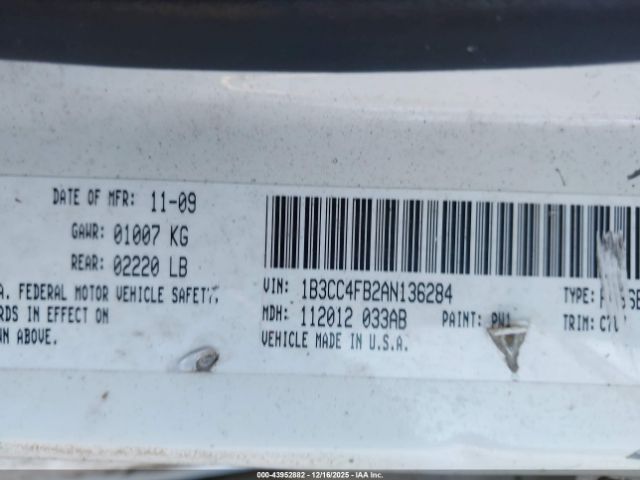 DATE OF MFR: 11-09
GAWR: 01007 KG
REAR: 02220 LB
A. FEDERAL MOTOR VEHICLE SAFETY,
RDS IN EFFECT ON
WN ABOVE.
VIN: 1B3CC4FB2AN136284 TYPE:
MDH: 112012 033AB PAINT: PW1 TRIM:
VEHICLE MADE IN U.S.A.
000-43952882 | 12/16/2025 - IAA Inc.